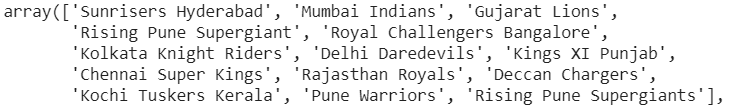 array(['Sunrisers Hyderabad', 'Mumbai Indians', 'Gujarat Lions',
'Rising Pune Supergiant', 'Royal Challengers Bangalore',
'Kolkata Knight Riders', 'Delhi Daredevils', 'Kings XI Punjab',
'Chennai Super Kings', 'Rajasthan Royals', 'Deccan Chargers',
'Kochi Tuskers Kerala', 'Pune Warriors', 'Rising Pune Supergiants'],